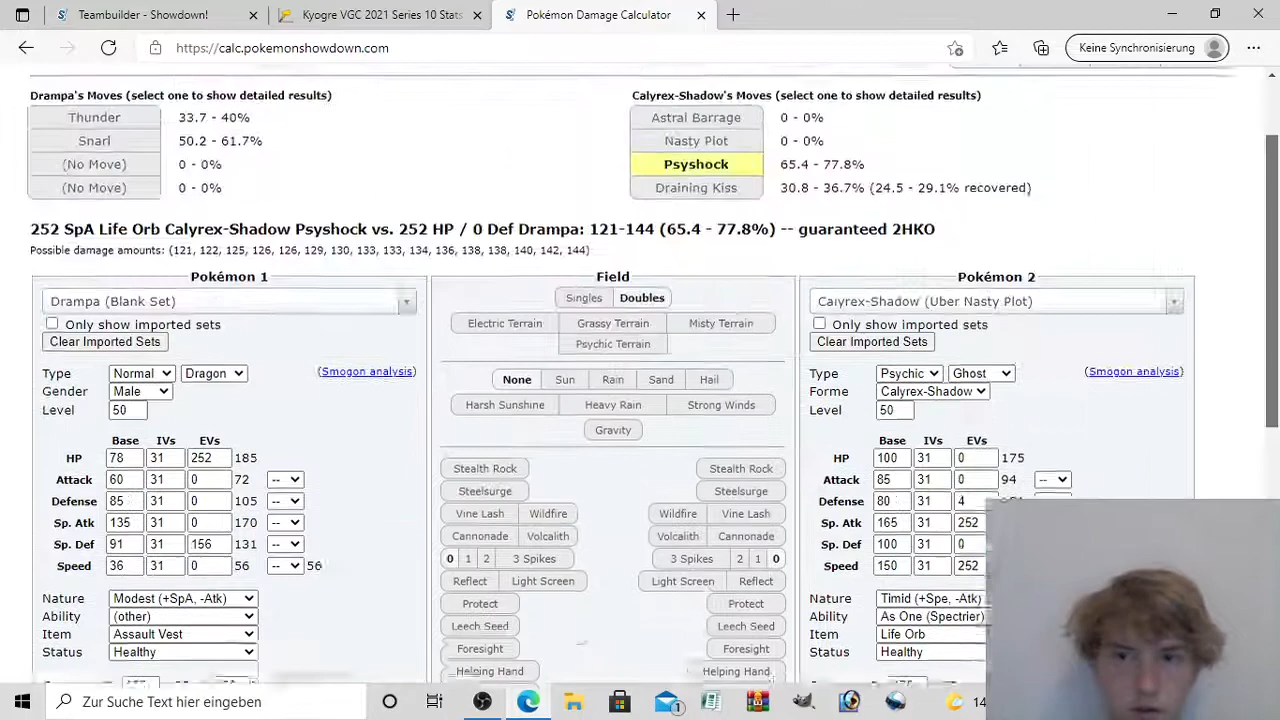 Teambuilder - Showd
Kyogre VGC 2021 Series 10 Stats
Pokémon Damage Calculator
https://calc.pokemonshowdown.com
Keine Synchronisierung
Drampa's Moves (select one to show detailed results)
Calyrex-Shadow's Moves (select one to show detailed results)
Thunder 33.7 - 40% Astral Barrage 0 - 0%
Snarl 50.2 - 61.7% Nasty Plot 0 - 0%
(No Move) 0 - 0% Psyshock 65.4 - 77.8%
(No Move) 0 - 0% Draining Kiss 30.8 - 36.7% (24.5 - 29.1% recovered)
252 SpA Life Orb Calyrex-Shadow Psyshock vs. 252 HP / 0 Def Drampa: 121-144 (65.4 - 77.8%) -- guaranteed 2HKO
Possible damage amounts: (121, 122, 125, 126, 126, 129, 130, 133, 133, 134, 136, 138, 138, 140, 142, 144)
Pokémon 1 Field Pokémon 2
Drampa (Blank Set) Singles Doubles Calyrex-Shadow (Uber Nasty Plot)
Only show imported sets Electric Terrain Grassy Terrain Misty Terrain Only show imported sets
Clear Imported Sets Psychic Terrain Clear Imported Sets
Type Normal Dragon (Smogon analysis) None Sun Rain Sand Hail Type Psychic Ghost (Smogon analysis)
Gender Male Forme Calyrex-Shadow
Level 50 Harsh Sunshine Heavy Rain Strong Winds Level 50
Gravity
Base IVs EVs Base IVs EVs
HP 78 31 252 185 Stealth Rock Stealth Rock HP 100 31 0 175
Attack 60 31 0 72 -- Steelsurge Steelsurge Attack 85 31 0 94 --
Defense 85 31 0 105 -- Vine Lash Wildfire Wildfire Vine Lash Defense 80 31 4
Sp. Atk 135 31 0 170 -- Cannonade Volcalith Volcalith Cannonade Sp. Atk 165 31 252
Sp. Def 91 31 156 131 -- 0 1 2 3 Spikes 3 Spikes 2 1 0 Sp. Def 100 31 0
Speed 36 31 0 56 -- 56 Reflect Light Screen Light Screen Reflect Speed 150 31 252
Nature Modest (+SpA, -Atk) Protect Protect Nature Timid (+Spe, -Atk)
Ability (other) Leech Seed Leech Seed Ability As One (Spectrier)
Item Assault Vest Foresight Foresight Item Life Orb
Status Healthy Helping Hand Helping Hand Status Healthy
Zur Suche Text hier eingeben
1
14